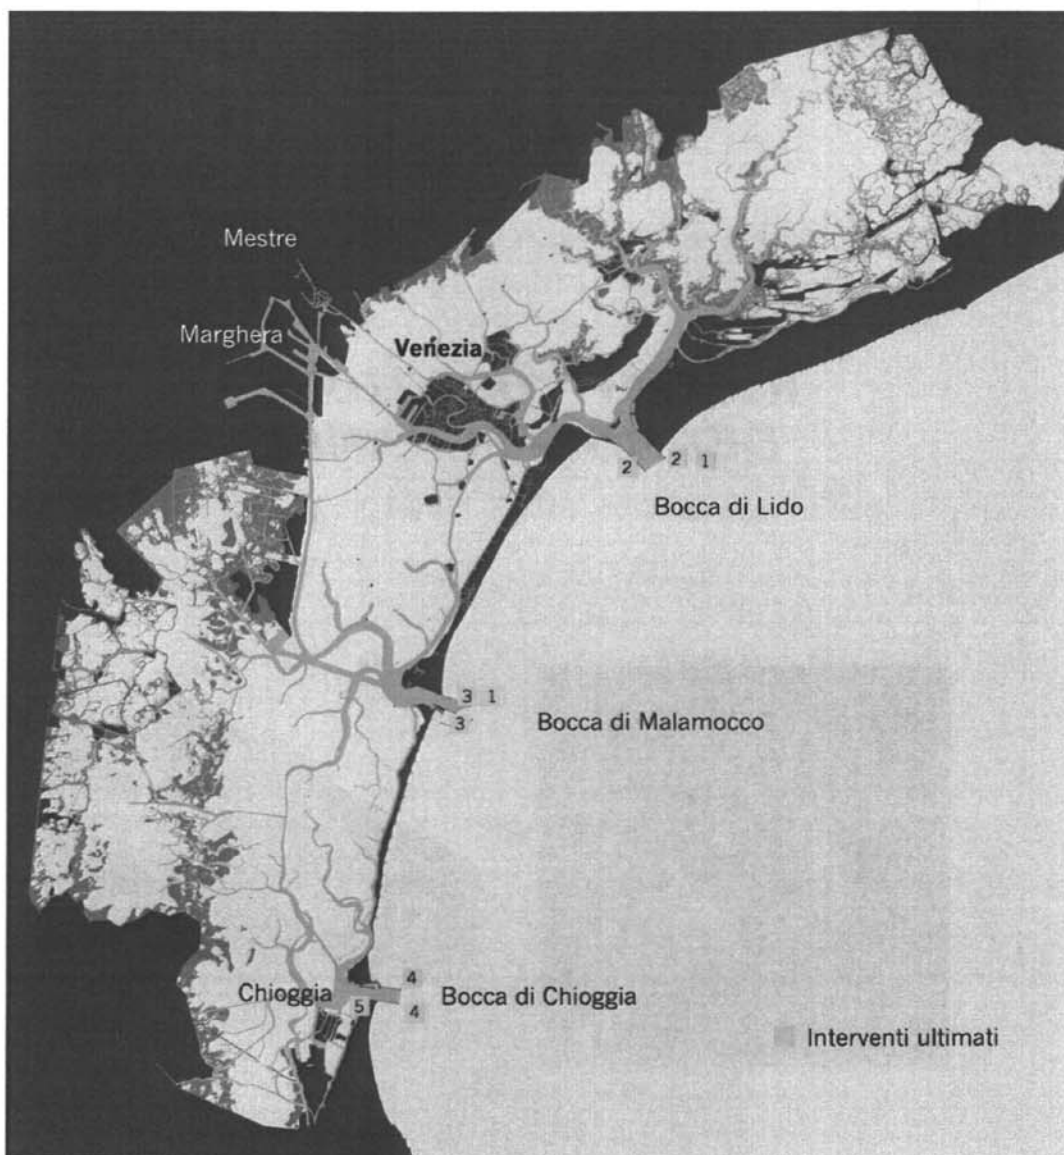 Mestre
Marghera
Venezia
2
2 1
Bocca di Lido
3 1
3
Bocca di Malamocco
4
Chioggia
5
4
Bocca di Chioggia
Interventi ultimati